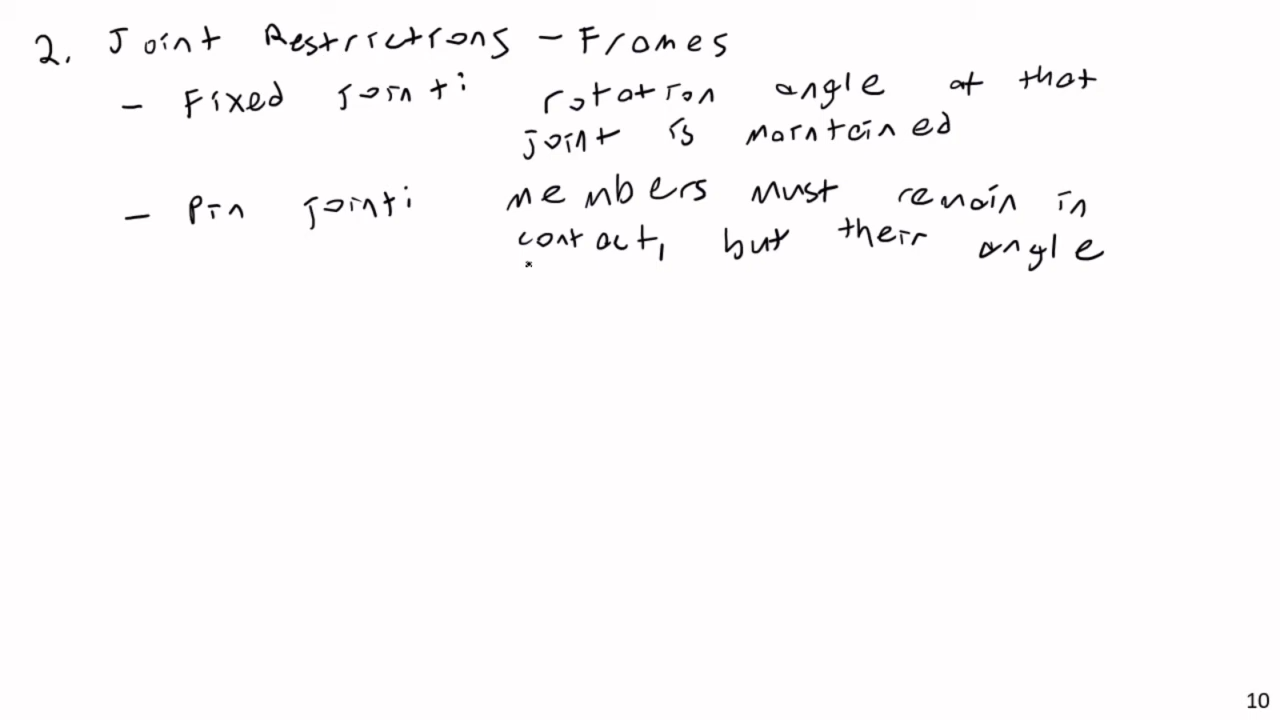 2. Joint Restrictions - Frames
- Fixed joint: rotation angle at that
joint is maintained
- Pin joint: members must remain in
contact, but their angle
10